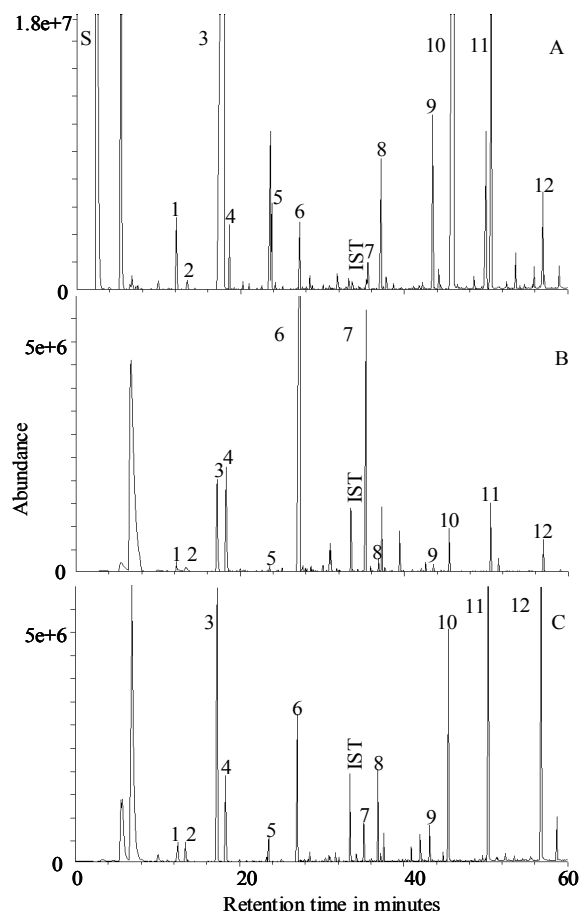 1.8e+7
S 3 10 11 A
9
8
1 4 5 6 12
2 IST 7
0
6 7 B
5e+6
Abundance
4
3 IST 11
10 12
1 2 5 8 9
0
3 10 11 12 C
5e+6
6
IST
4 8
1 2 5 7 9
0
0 20 40 60
Retention time in minutes